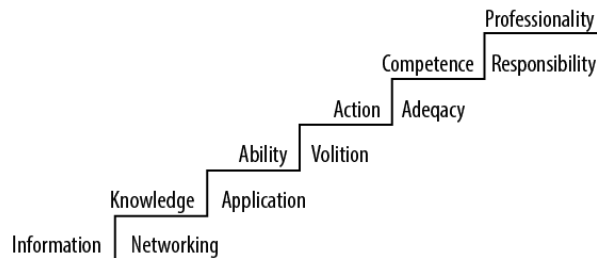 Professionality
Competence Responsibility
Action Adeqacy
Ability Volition
Knowledge Application
Information Networking